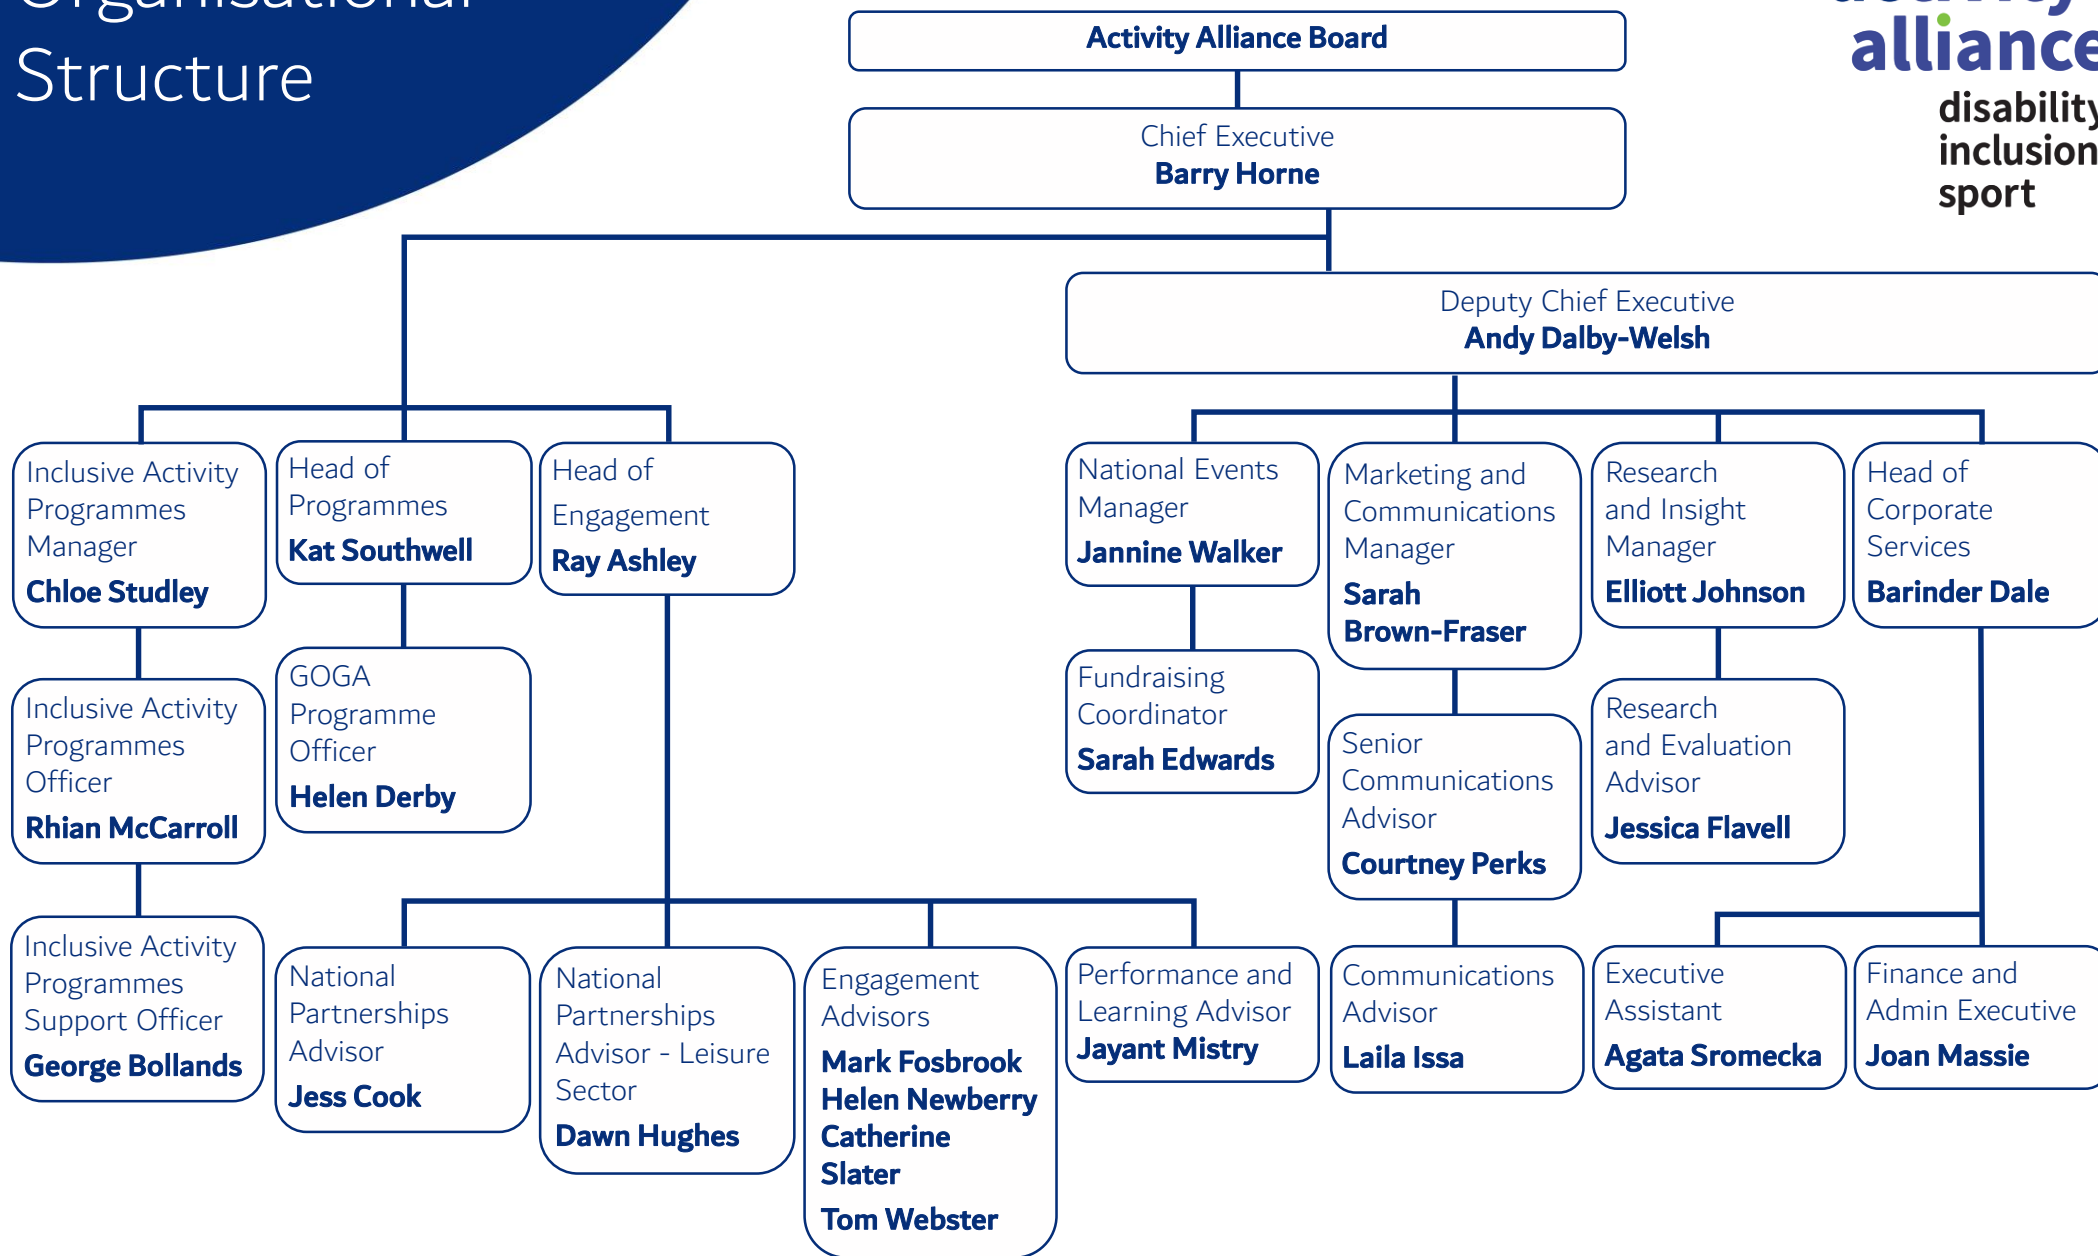 Organisational
Structure
activity
alliance
disability
inclusion
sport
Activity Alliance Board
Chief Executive
Barry Horne
Deputy Chief Executive
Andy Dalby-Welsh
Inclusive Activity
Programmes
Manager
Chloe Studley
Head of
Programmes
Kat Southwell
Head of
Engagement
Ray Ashley
National Events
Manager
Jannine Walker
Marketing and
Communications
Manager
Sarah
Brown-Fraser
Research
and Insight
Manager
Elliott Johnson
Head of
Corporate
Services
Barinder Dale
Inclusive Activity
Programmes
Officer
Rhian McCarroll
GOGA
Programme
Officer
Helen Derby
Fundraising
Coordinator
Sarah Edwards
Senior
Communications
Advisor
Courtney Perks
Research
and Evaluation
Advisor
Jessica Flavell
Inclusive Activity
Programmes
Support Officer
George Bollands
National
Partnerships
Advisor
Jess Cook
National
Partnerships
Advisor - Leisure
Sector
Dawn Hughes
Engagement
Advisors
Mark Fosbrook
Helen Newberry
Catherine
Slater
Tom Webster
Performance and
Learning Advisor
Jayant Mistry
Communications
Advisor
Laila Issa
Executive
Assistant
Agata Sromecka
Finance and
Admin Executive
Joan Massie